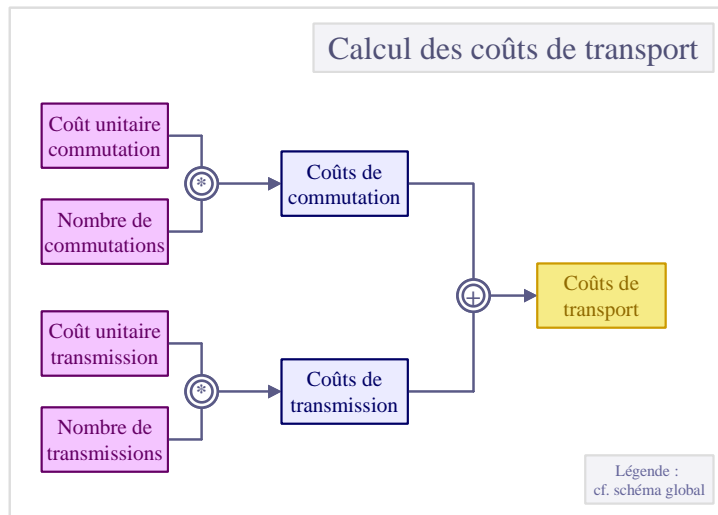 Calcul des coûts de transport
Coût unitaire
commutation
*
Nombre de
commutations
Coûts de
commutation
Coût unitaire
transmission
*
Nombre de
transmissions
Coûts de
transmission
+
Coûts de
transport
Légende :
cf. schéma global